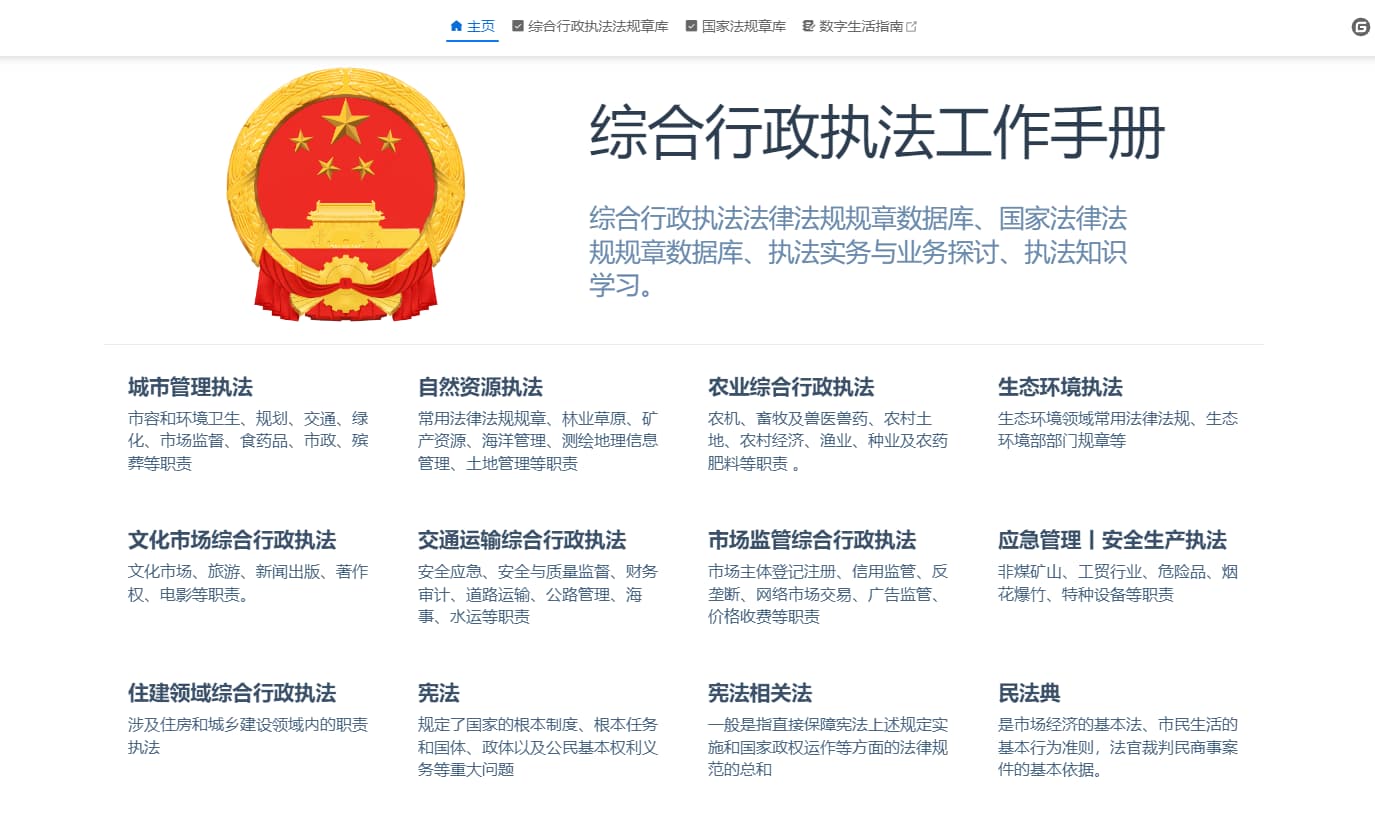 主页 综合行政执法法规章库 国家法规章库 数字生活指南
综合行政执法工作手册
综合行政执法法律法规规章数据库、国家法律法
规规章数据库、执法实务与业务探讨、执法知识
学习。
城市管理执法
市容和环境卫生、规划、交通、绿
化、市场监督、食药品、市政、殡
葬等职责
自然资源执法
常用法律法规规章、林业草原、矿
产资源、海洋管理、测绘地理信息
管理、土地管理等职责
农业综合行政执法
农机、畜牧及兽医兽药、农村土
地、农村经济、渔业、种业及农药
肥料等职责 。
生态环境执法
生态环境领域常用法律法规、生态
环境部部门规章等
文化市场综合行政执法
文化市场、旅游、新闻出版、著作
权、电影等职责。
交通运输综合行政执法
安全应急、安全与质量监督、财务
审计、道路运输、公路管理、海
事、水运等职责
市场监管综合行政执法
市场主体登记注册、信用监管、反
垄断、网络市场交易、广告监管、
价格收费等职责
应急管理丨安全生产执法
非煤矿山、工贸行业、危险品、烟
花爆竹、特种设备等职责
住建领域综合行政执法
涉及住房和城乡建设领域内的职责
执法
宪法
规定了国家的根本制度、根本任务
和国体、政体以及公民基本权利义
务等重大问题
宪法相关法
一般是指直接保障宪法上述规定实
施和国家政权运作等方面的法律规
范的总和
民法典
是市场经济的基本法、市民生活的
基本行为准则，法官裁判民商事案
件的基本依据。